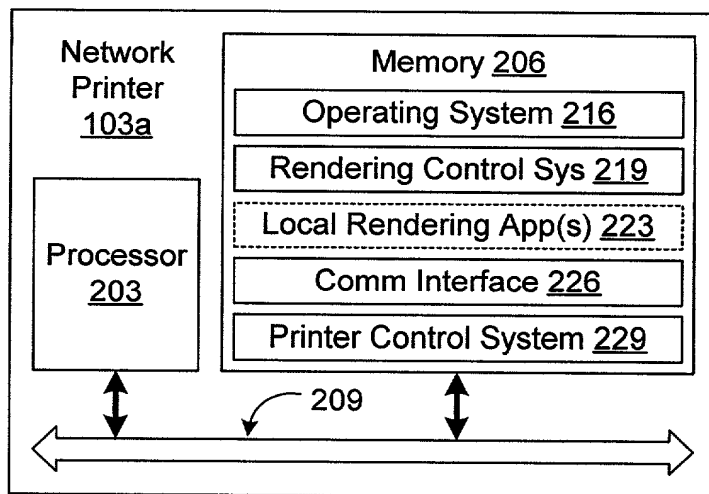 Network
Printer
103a
Memory 206
Operating System 216
Rendering Control Sys 219
Local Rendering App(s) 223
Comm Interface 226
Printer Control System 229
Processor
203
209